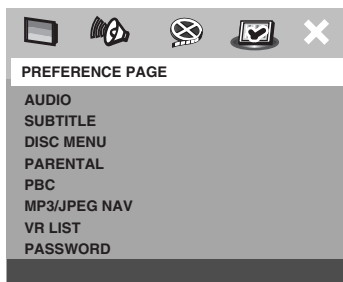 PREFERENCE PAGE
AUDIO
SUBTITLE
DISC MENU
PARENTAL
PBC
MP3/JPEG NAV
VR LIST
PASSWORD